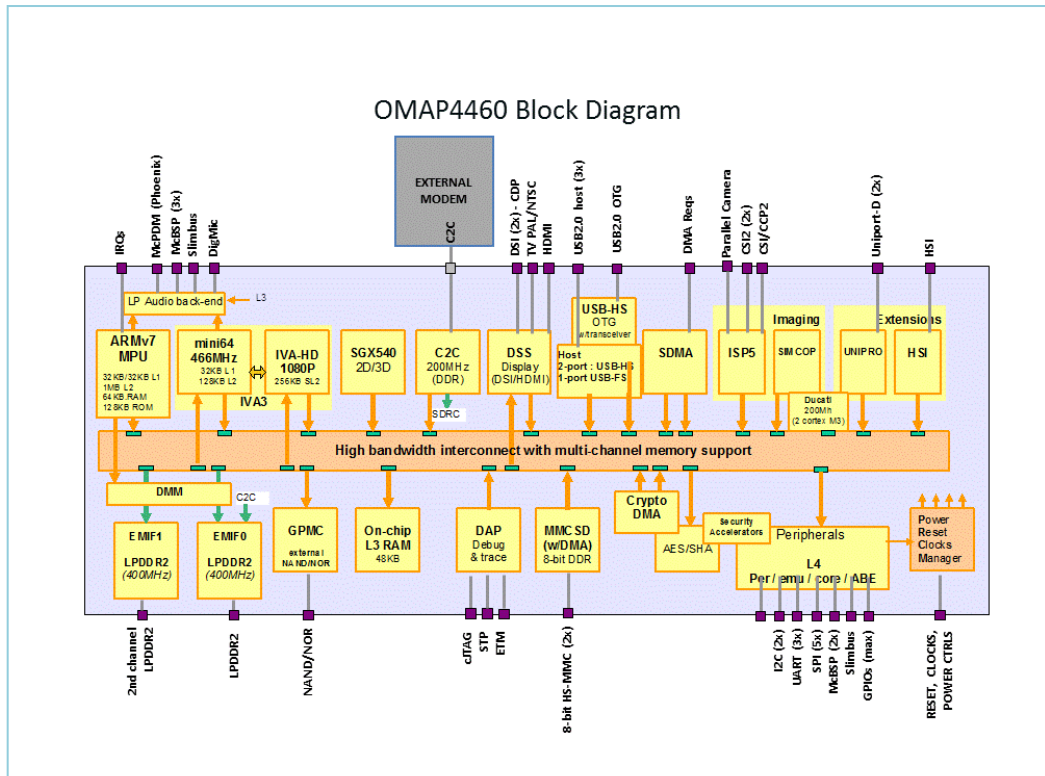 OMAP4460 Block Diagram
EXTERNAL
MODEM
C2C
IRQs
McPDM (Phoenix)
McBSP (3x)
Slimbus
DigMic
DSI (2x) - CDP
TV PAL/NTSC
HDMI
USB2.0 host (3x)
USB2.0 OTG
DMA Reqs
Parallel Camera
CSI2 (2x)
CSI/CCP2
Uniport-D (2x)
HSI
LP Audio back-end
L3
ARMv7
MPU
32KB/32KB L1
1MB L2
64KB RAM
128KB ROM
mini64
466MHz
32KB L1
128KB L2
IVA-HD
1080P
256KB SL2
IVA3
SGX540
2D/3D
C2C
200MHz
(DDR)
SDRC
DSS
Display
(DSI/HDMI)
USB-HS
OTG
w/transceiver
Host
2-port : USB-HS
1-port USB-FS
SDMA
Imaging
ISP5
SIMCOP
Ducati
200Mh
(2 cortex M3)
Extensions
UNIPRO
HSI
High bandwidth interconnect with multi-channel memory support
DMM
C2C
EMIF1
LPDDR2
(400MHz)
EMIF0
LPDDR2
(400MHz)
GPMC
external
NAND/NOR
On-chip
L3 RAM
48KB
DAP
Debug
& trace
MMCSD
(w/DMA)
8-bit DDR
Crypto
DMA
AES/SHA
Security
Accelerators
Peripherals
L4
Per / emu / core / ABE
Power
Reset
Clocks
Manager
2nd channel
LPDDR2
LPDDR2
NAND/NOR
cJTAG
STP
ETM
8-bit HS-MMC (2x)
I2C (2x)
UART (3x)
SPI (5x)
McBSP (2x)
Slimbus
GPIOs (max)
RESET, CLOCKS,
POWER CTRLS